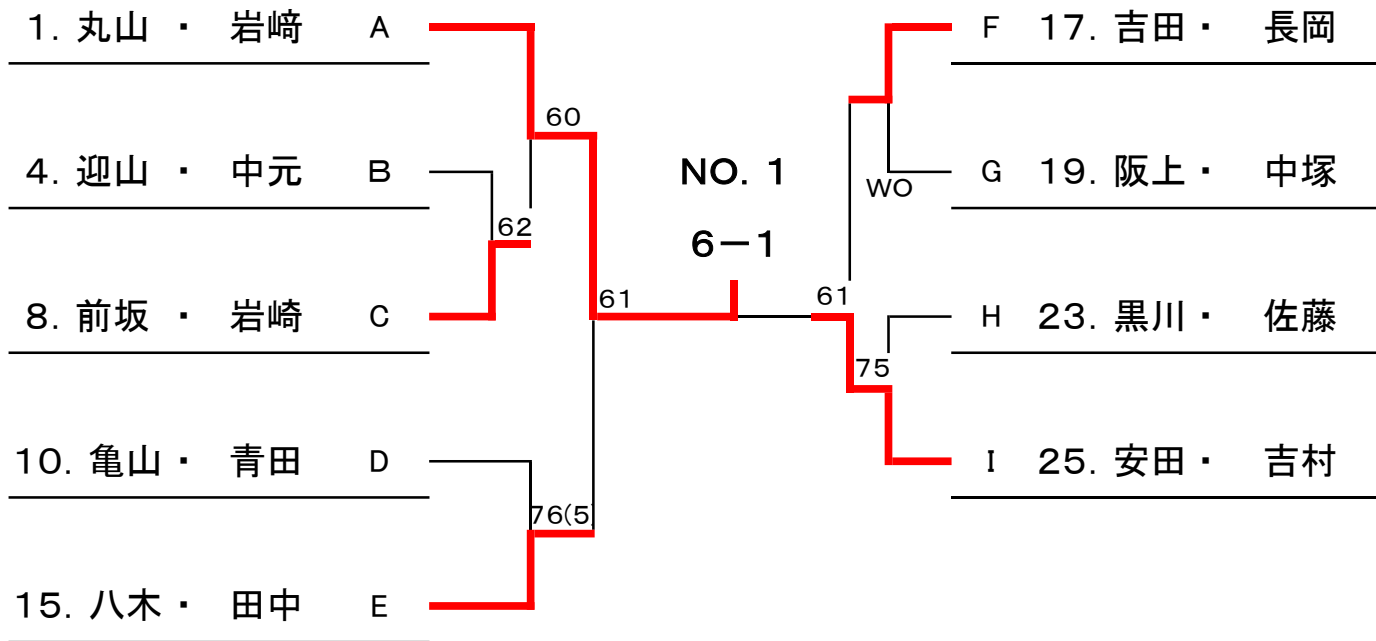 1. 丸山 ・ 岩﨑 A
60
4. 迎山 ・ 中元 B
62
8. 前坂 ・ 岩崎 C
61
10. 亀山 ・ 青田 D
76(5)
15. 八木 ・ 田中 E
NO. 1
6－1
F 17. 吉田・ 長岡
G 19. 阪上・ 中塚
WO
61
H 23. 黒川・ 佐藤
75
I 25. 安田・ 吉村